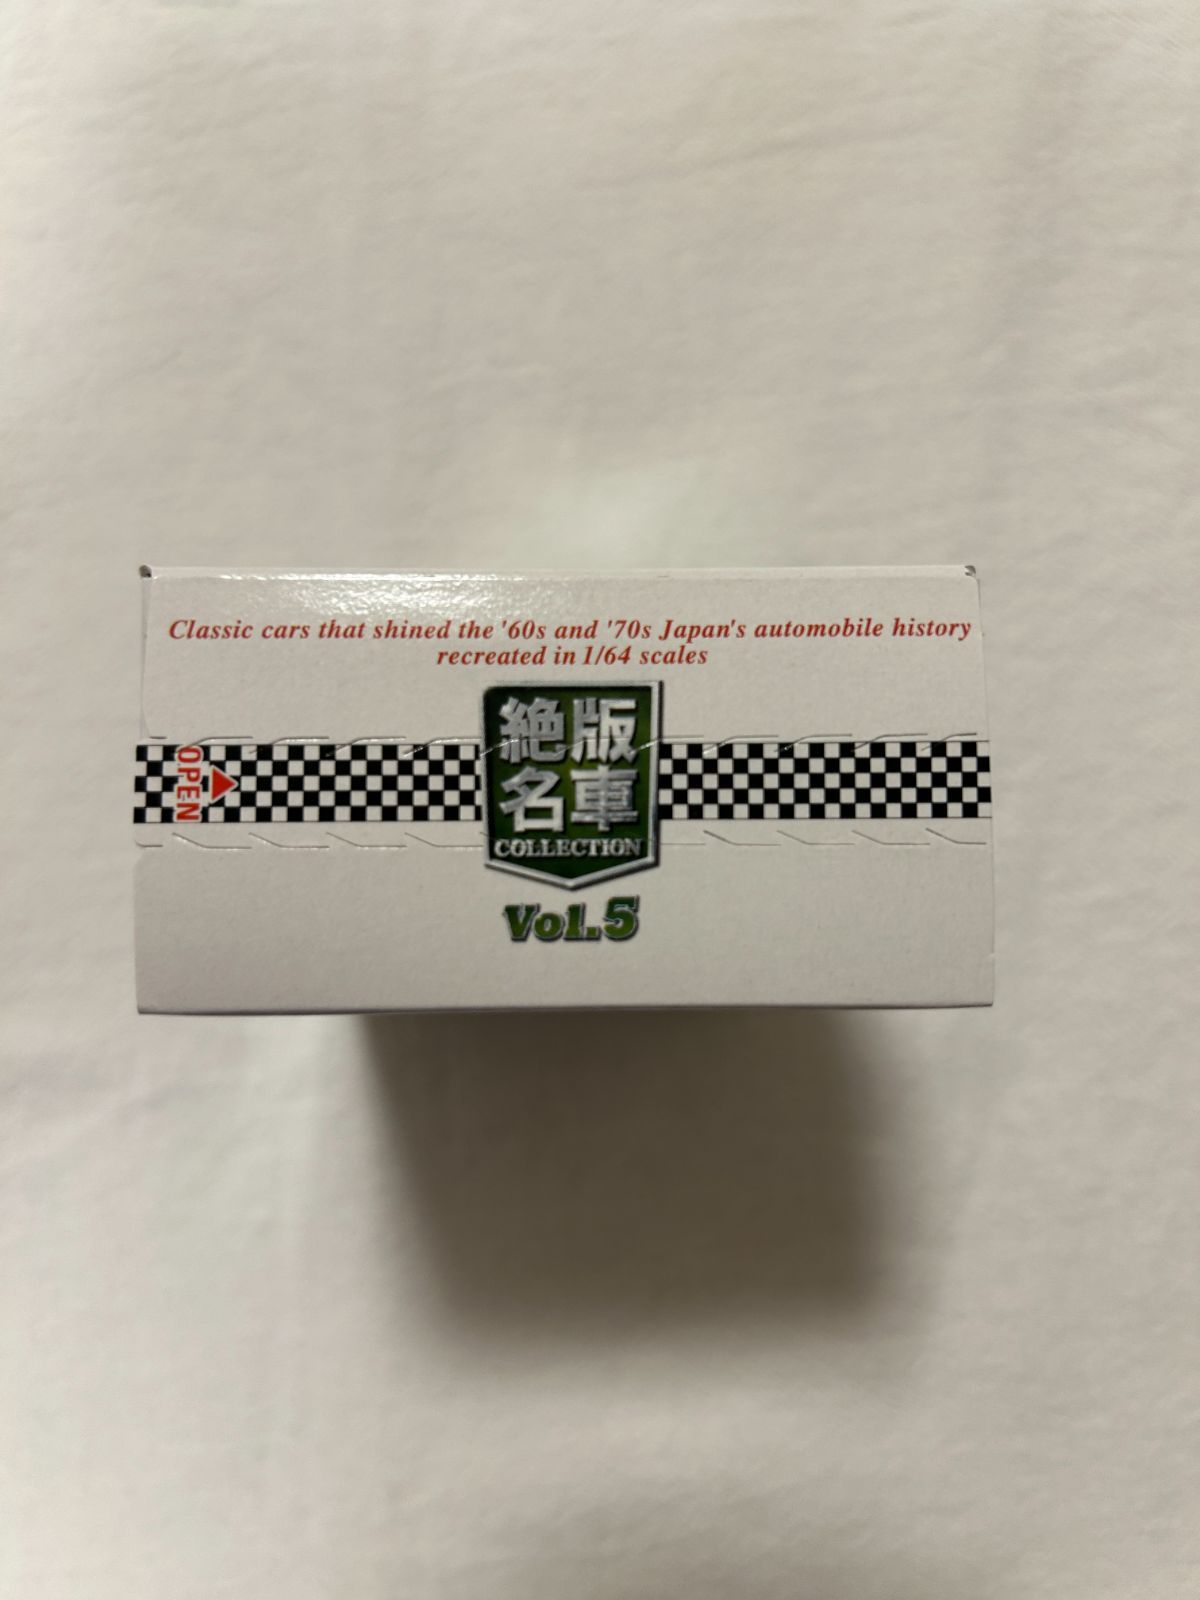 Classic cars that shined the '60s and '70s Japan's automobile history
recreated in 1/64 scales
OPEN
絶版
名車
COLLECTION
Vol.5